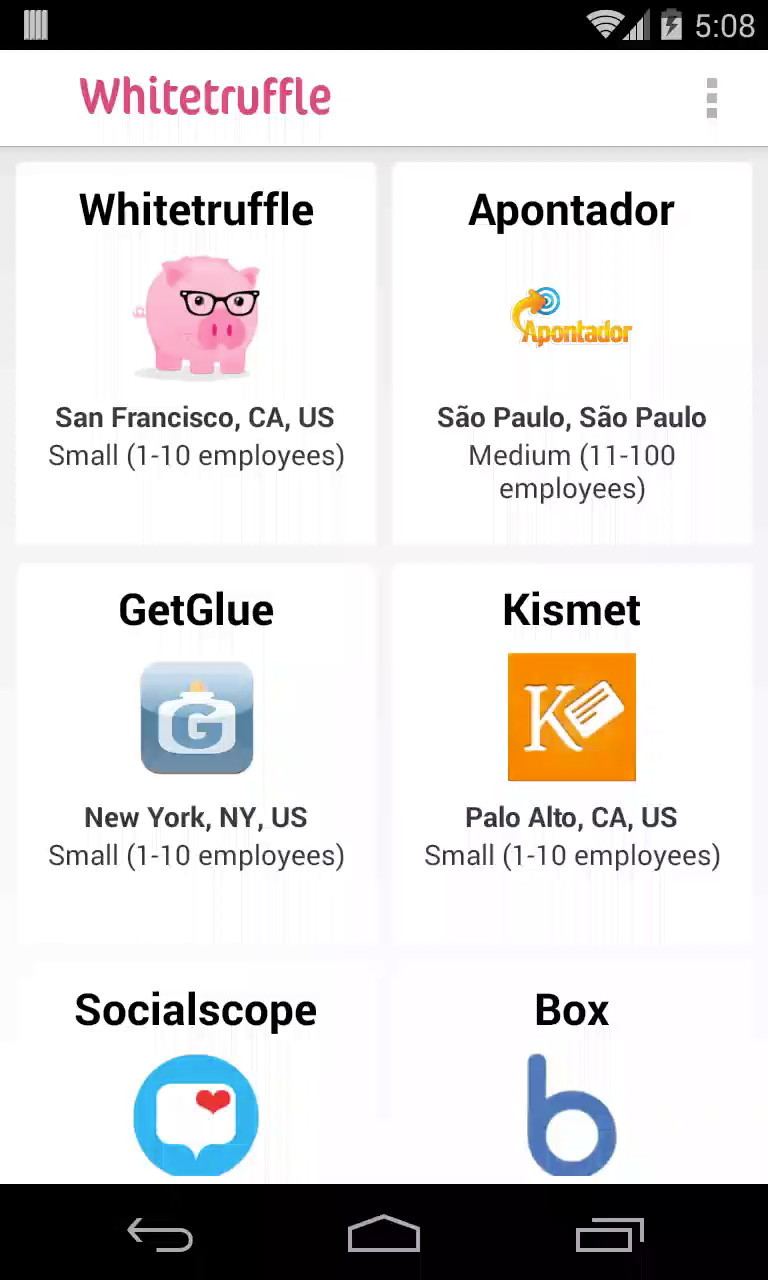 5:08
Whitetruffle
Whitetruffle
San Francisco, CA, US
Small (1-10 employees)
Apontador
Apontador
São Paulo, São Paulo
Medium (11-100
employees)
GetGlue
G
New York, NY, US
Small (1-10 employees)
Kismet
K
Palo Alto, CA, US
Small (1-10 employees)
Socialscope
Box
b